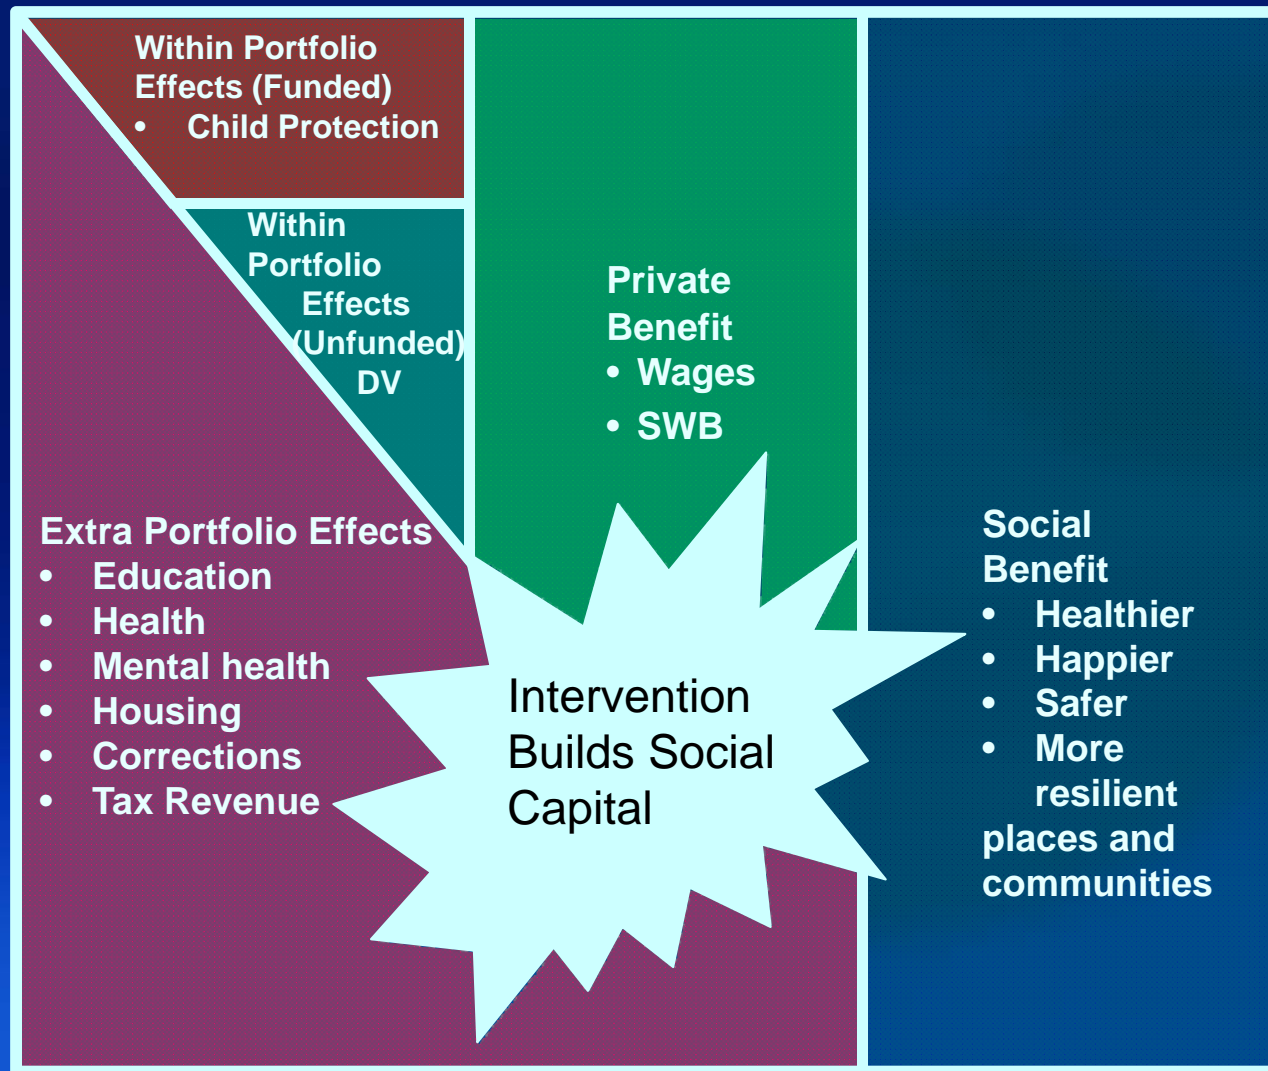 Within Portfolio
Effects (Funded)
• Child Protection
Within
Portfolio
Effects
(Unfunded)
DV
Private
Benefit
• Wages
• SWB
Extra Portfolio Effects
• Education
• Health
• Mental health
• Housing
• Corrections
• Tax Revenue
Intervention
Builds Social
Capital
Social
Benefit
• Healthier
• Happier
• Safer
• More
resilient
places and
communities